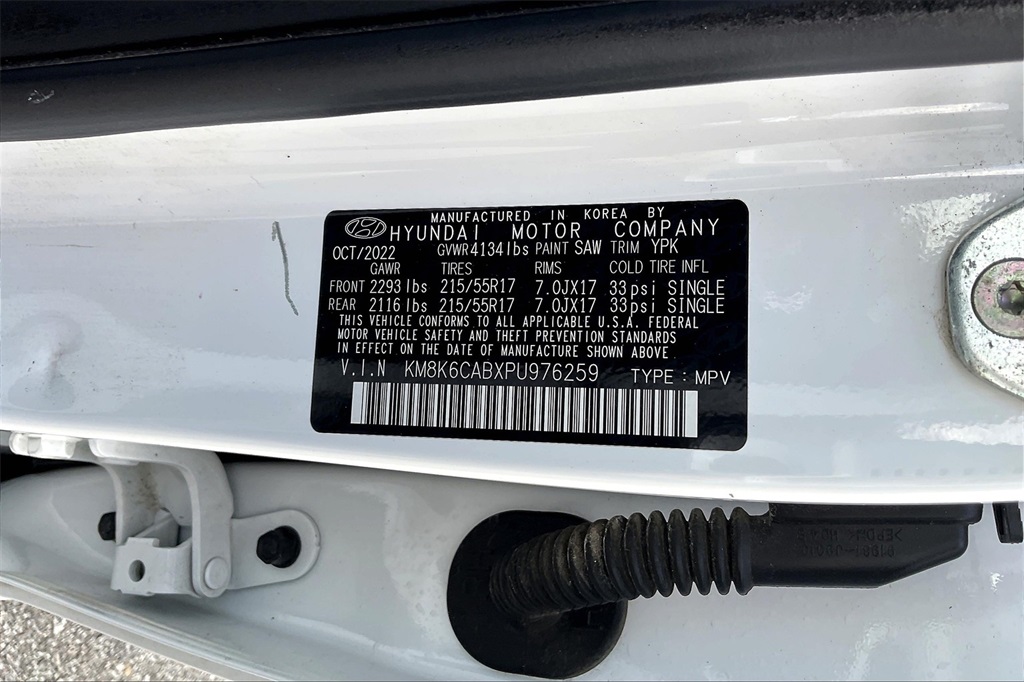 MANUFACTURED IN KOREA BY
HYUNDAI MOTOR COMPANY
OCT/2022 GVWR 4134lbs PAINT SAW TRIM YPK
GAWR TIRES RIMS COLD TIRE INFL
FRONT 2293 lbs 215/55R17 7.0JX17 33psi SINGLE
REAR 2116 lbs 215/55R17 7.0JX17 33psi SINGLE
THIS VEHICLE CONFORMS TO ALL APPLICABLE U.S.A. FEDERAL
MOTOR VEHICLE SAFETY AND THEFT PREVENTION STANDARDS
IN EFFECT ON THE DATE OF MANUFACTURE SHOWN ABOVE.
V.I.N KM8K6CABXPU976259 TYPE : MPV